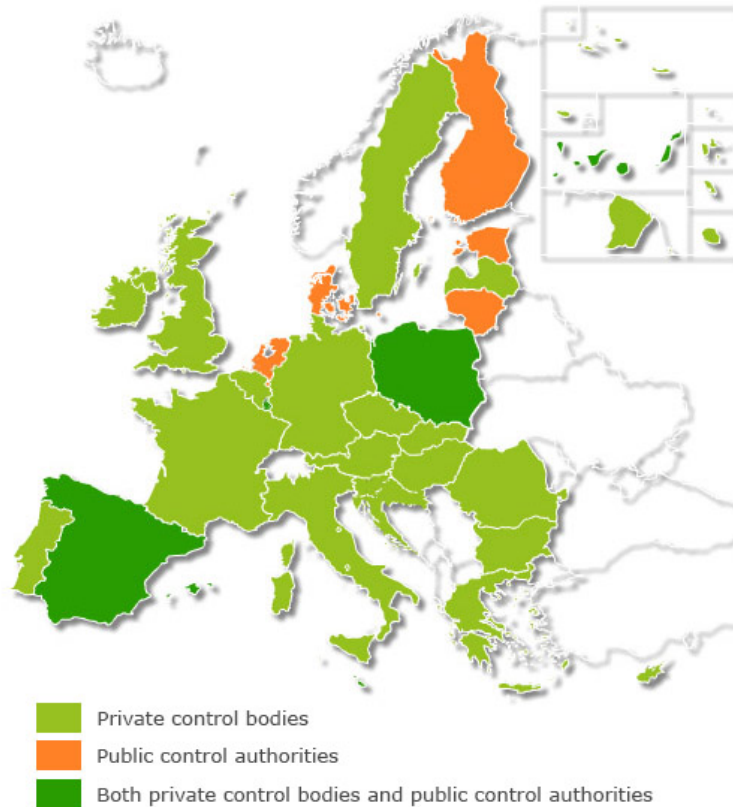 Private control bodies
Public control authorities
Both private control bodies and public control authorities